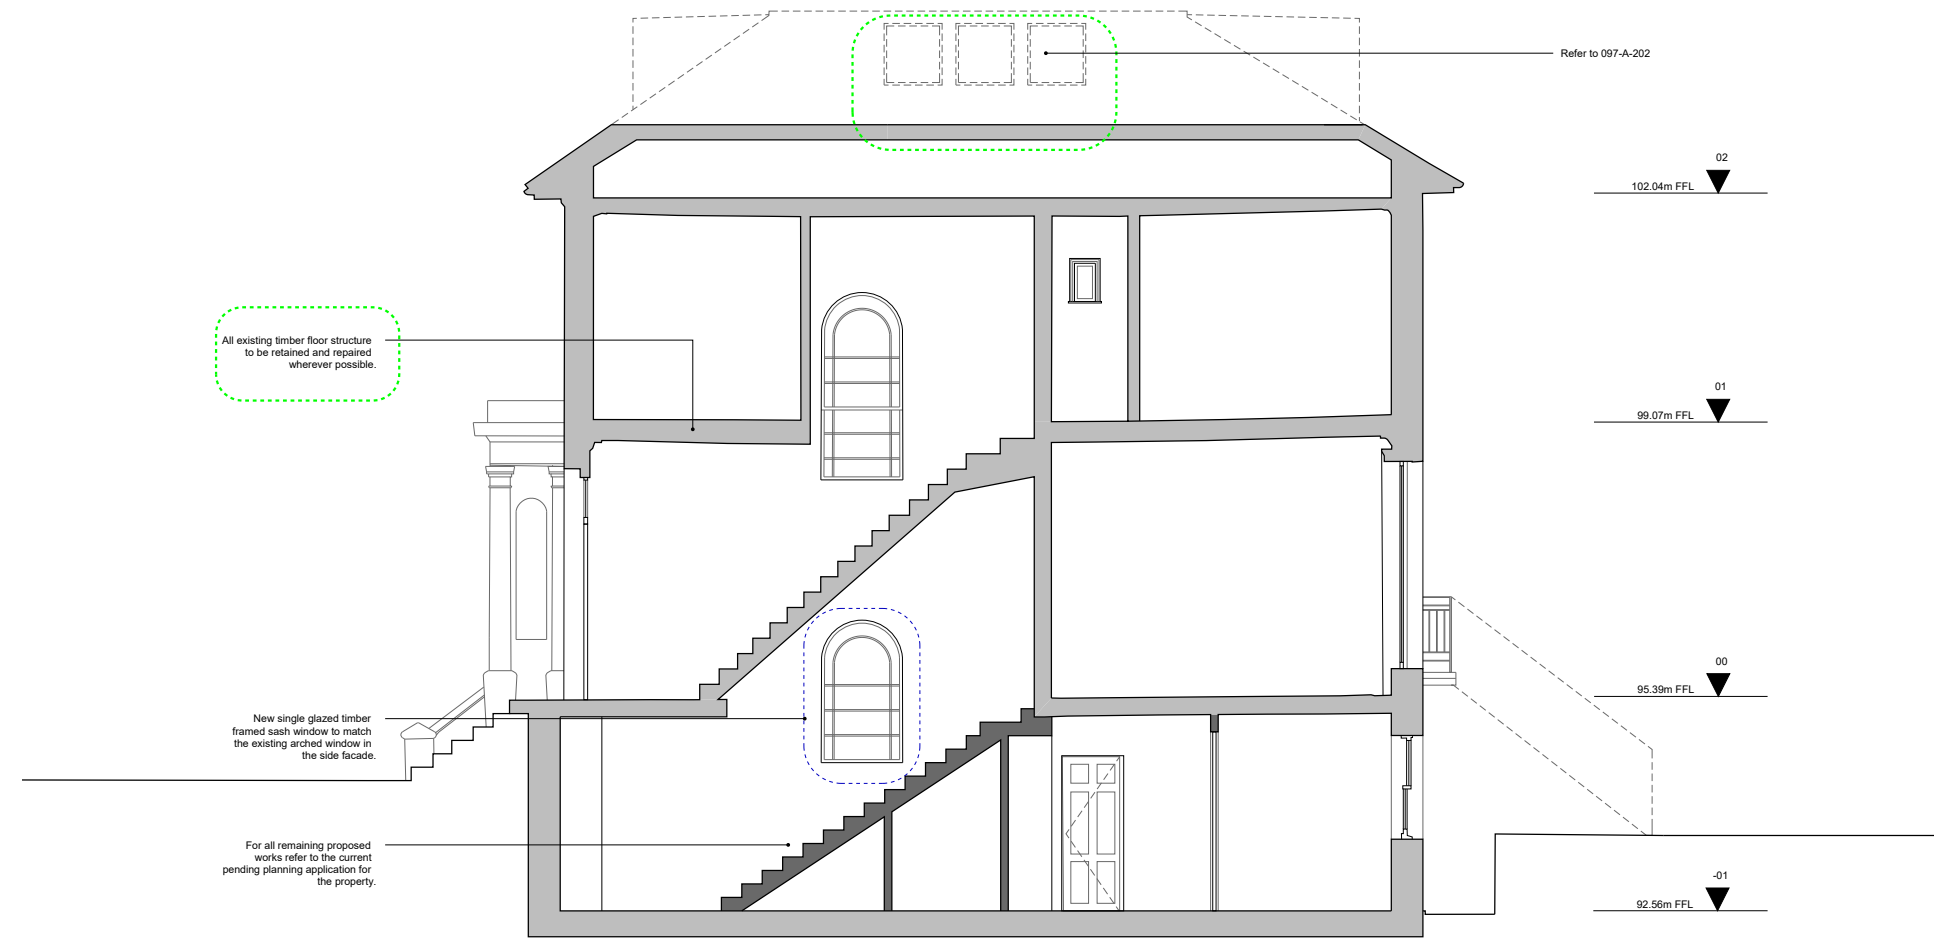 Refer to 097-A-202
02
102.04m FFL
All existing timber floor structure
to be retained and repaired
wherever possible.
01
99.07m FFL
00
95.39m FFL
New single glazed timber
framed sash window to match
the existing arched window in
the side facade.
For all remaining proposed
works refer to the current
pending planning application for
the property.
-01
92.56m FFL